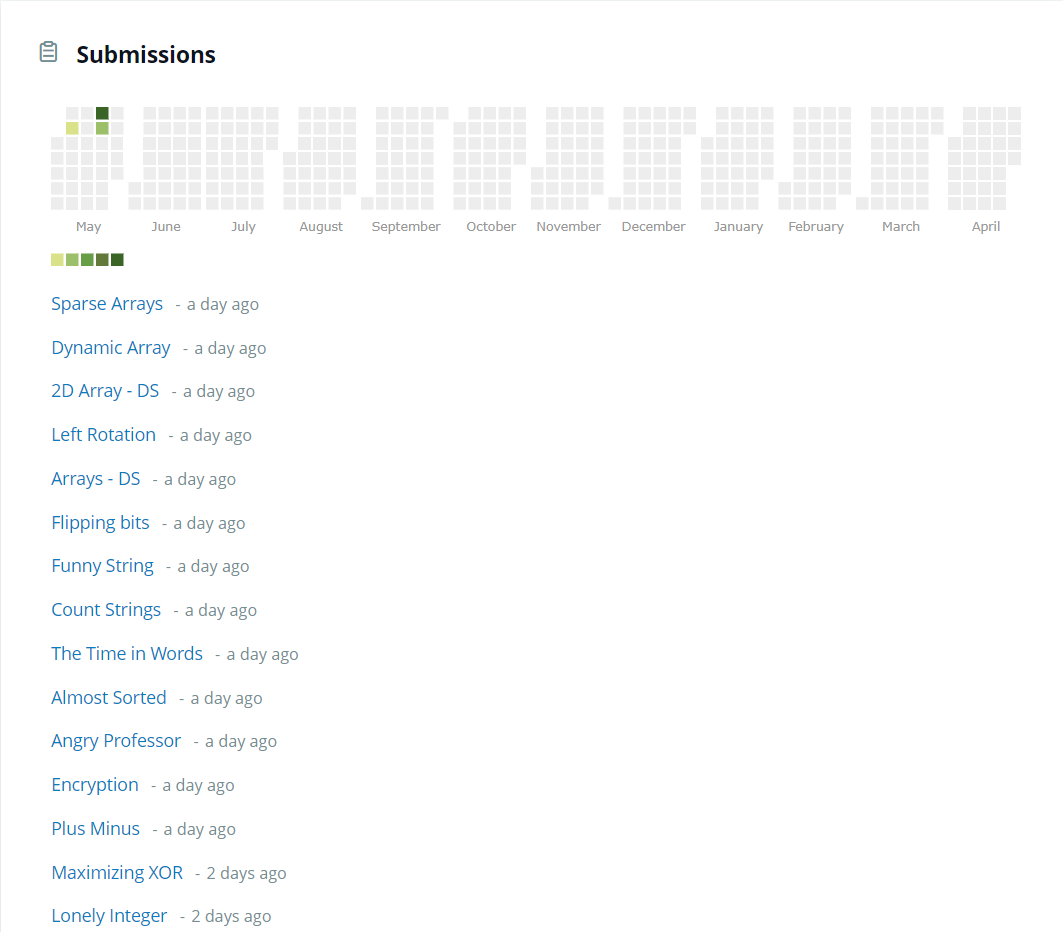 Submissions
May June July August September October November December January February March April
Sparse Arrays - a day ago
Dynamic Array - a day ago
2D Array - DS - a day ago
Left Rotation - a day ago
Arrays - DS - a day ago
Flipping bits - a day ago
Funny String - a day ago
Count Strings - a day ago
The Time in Words - a day ago
Almost Sorted - a day ago
Angry Professor - a day ago
Encryption - a day ago
Plus Minus - a day ago
Maximizing XOR - 2 days ago
Lonely Integer - 2 days ago